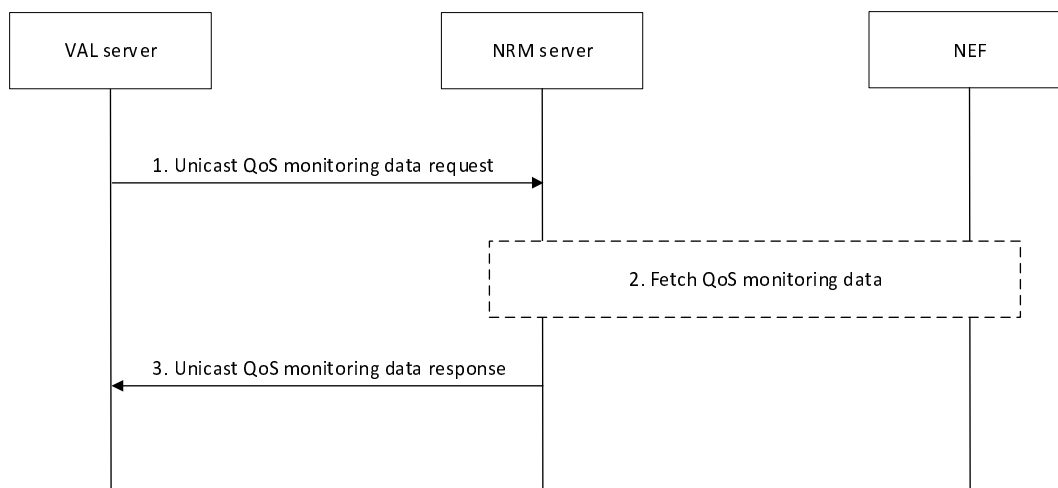 VAL server
NRM server
NEF
1. Unicast QoS monitoring data request
2. Fetch QoS monitoring data
3. Unicast QoS monitoring data response